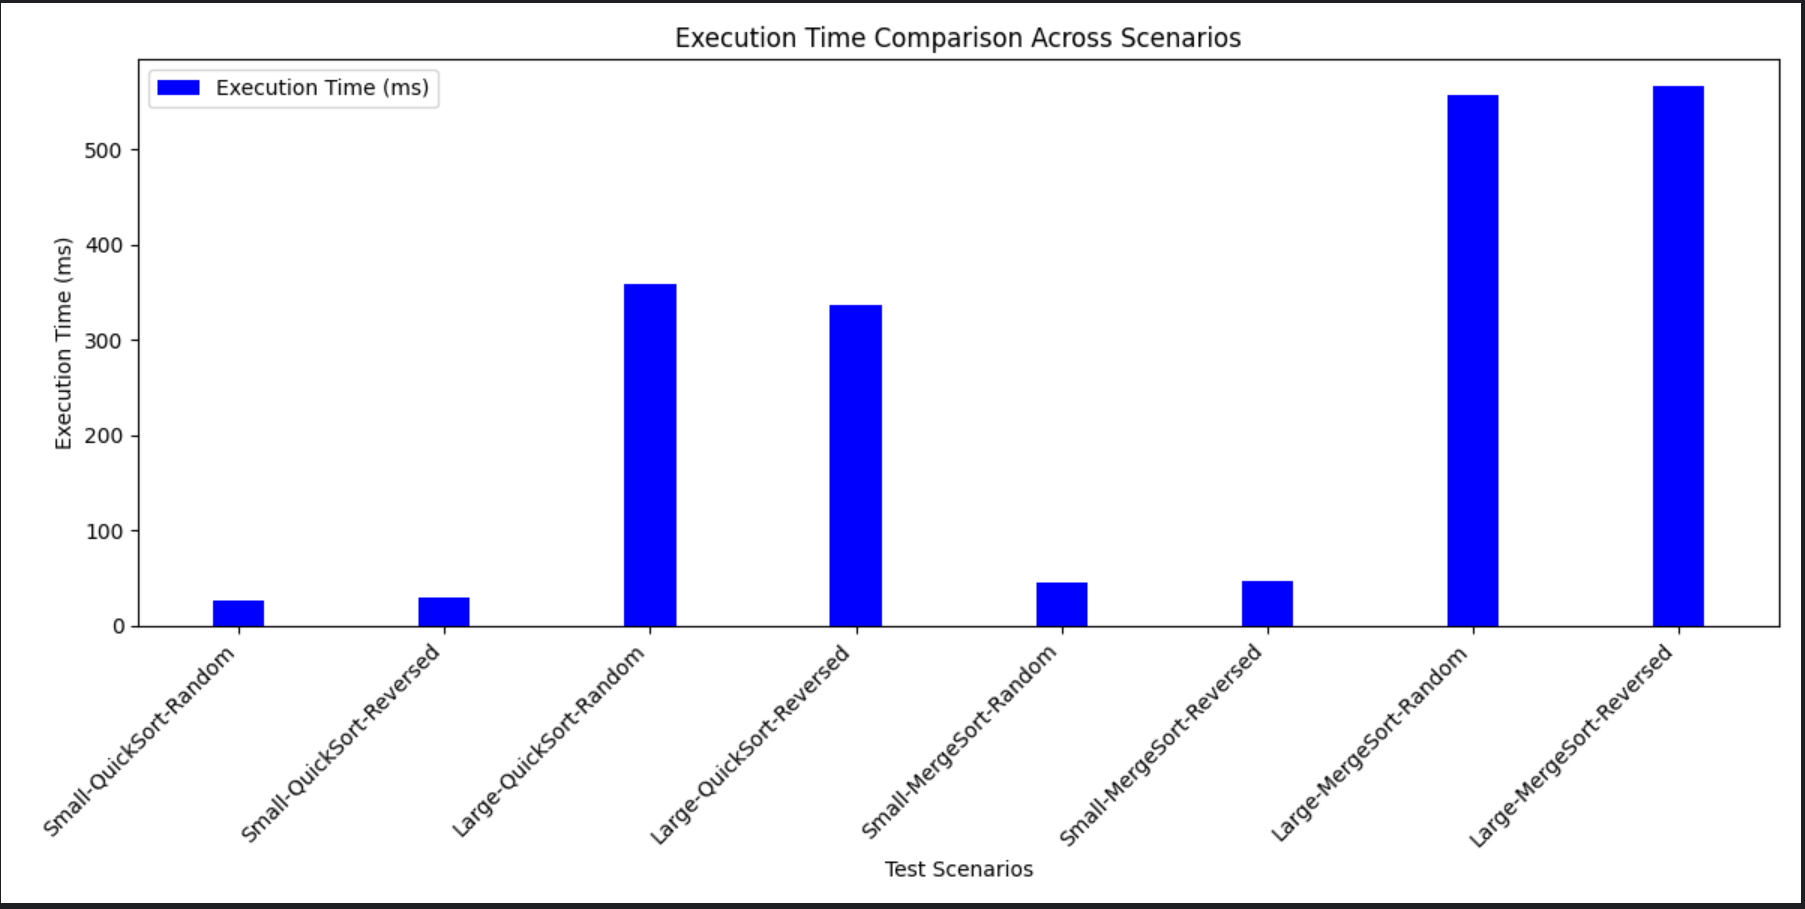 Execution Time Comparison Across Scenarios
Execution Time (ms)
Execution Time (ms)
500
400
300
200
100
0
Small-QuickSort-Random
Small-QuickSort-Reversed
Large-QuickSort-Random
Large-QuickSort-Reversed
Small-MergeSort-Random
Small-MergeSort-Reversed
Large-MergeSort-Random
Large-MergeSort-Reversed
Test Scenarios